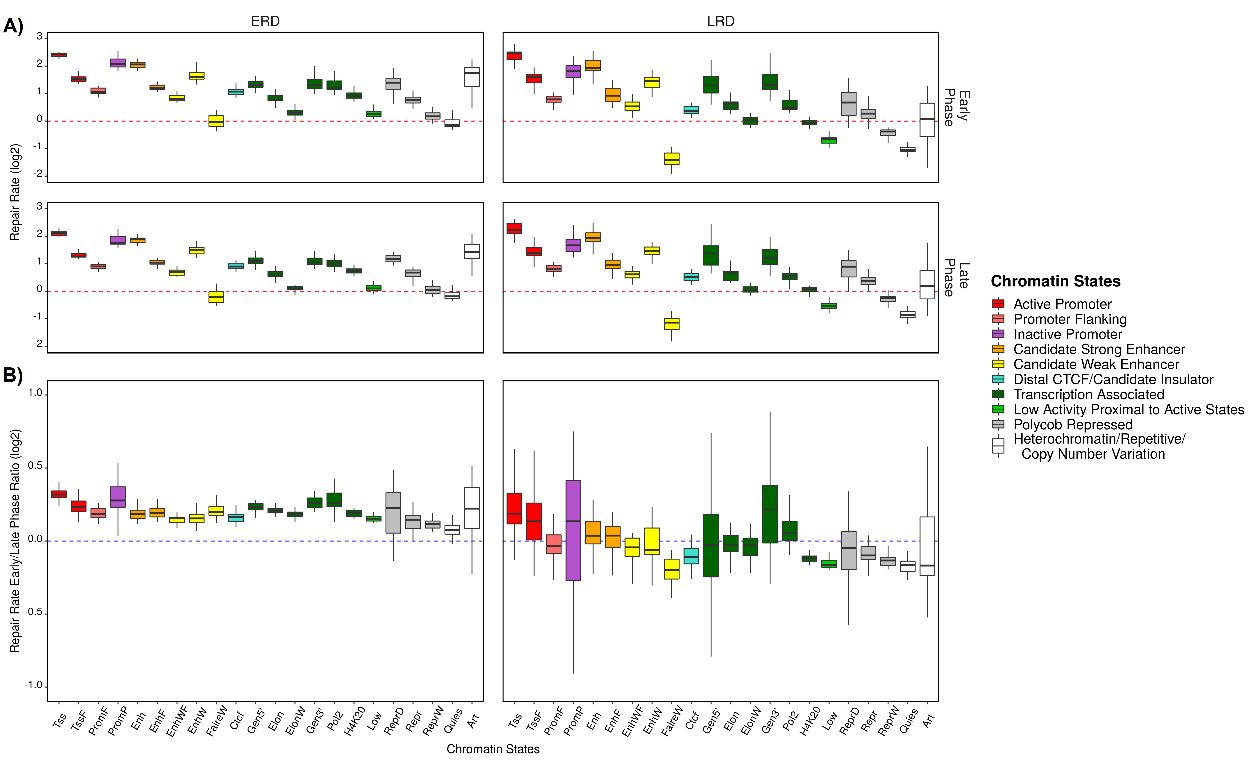 A)
ERD
LRD
Repair Rate (log2)
3
2
1
0
-1
-2
Early
Phase
3
2
1
0
-1
2
Late
Phase
B)
Repair Rate Early/Late Phase Ratio (log2)
1.0
0.5
0.0
-0.5
-1.0
Tss TssF PromF PromP Enh EnhF EnhWF EnhW FaireW Ctcf Gen5' Elon ElonW Gen3' Pol2 H4K20 Low ReprD Repr ReprW Quies Art
Tss TssF PromF PromP Enh EnhF EnhWF EnhW FaireW Ctcf Gen5' Elon ElonW Gen3' Pol2 H4K20 Low ReprD Repr ReprW Quies Art
Chromatin States
Chromatin States
Active Promoter
Promoter Flanking
Inactive Promoter
Candidate Strong Enhancer
Candidate Weak Enhancer
Distal CTCF/Candidate Insulator
Transcription Associated
Low Activity Proximal to Active States
Polycob Repressed
Heterochromatin/Repetitive/
Copy Number Variation